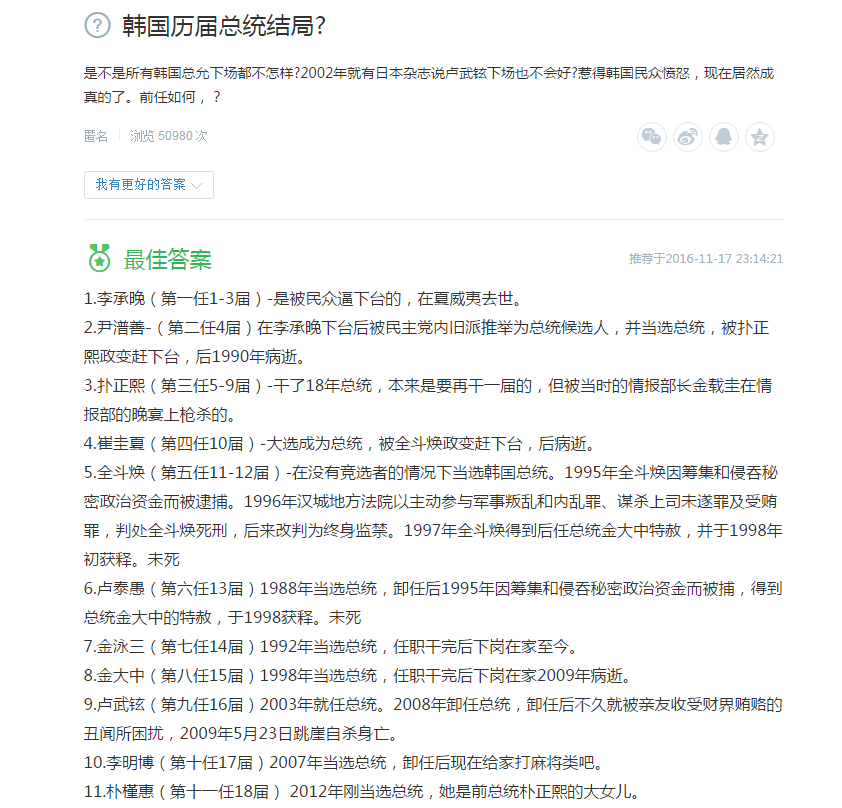 韩国历届总统结局?
是不是所有韩国总允下场都不怎样?2002年就有日本杂志说卢武铉下场也不会好?惹得韩国民众愤怒，现在居然成
真的了。前任如何，？
匿名 浏览 50980 次
我有更好的答案
最佳答案
推荐于2016-11-17 23:14:21
1.李承晚（第一任1-3届）-是被民众逼下台的，在夏威夷去世。
2.尹潽善-（第二任4届）在李承晚下台后被民主党内旧派推举为总统候选人，并当选总统，被扑正
熙政变赶下台，后1990年病逝。
3.扑正熙（第三任5-9届）-干了18年总统，本来是要再干一届的，但被当时的情报部长金载圭在情
报部的晚宴上枪杀的。
4.崔圭夏（第四任10届）-大选成为总统，被全斗焕政变赶下台，后病逝。
5.全斗焕（第五任11-12届）-在没有竞选者的情况下当选韩国总统。1995年全斗焕因筹集和侵吞秘
密政治资金而被逮捕。1996年汉城地方法院以主动参与军事叛乱和内乱罪、谋杀上司未遂罪及受贿
罪，判处全斗焕死刑，后来改判为终身监禁。1997年全斗焕得到后任总统金大中特赦，并于1998年
初获释。未死
6.卢泰愚（第六任13届）1988年当选总统，卸任后1995年因筹集和侵吞秘密政治资金而被捕，得到
总统金大中的特赦，于1998获释。未死
7.金泳三（第七任14届）1992年当选总统，任职干完后下岗在家至今。
8.金大中（第八任15届）1998年当选总统，任职干完后下岗在家2009年病逝。
9.卢武铉（第九任16届）2003年就任总统。2008年卸任总统，卸任后不久就被亲友收受财界贿赂的
丑闻所困扰，2009年5月23日跳崖自杀身亡。
10.李明博（第十任17届）2007年当选总统，卸任后现在给家打麻将类吧。
11.朴槿惠（第十一任18届） 2012年刚当选总统，她是前总统朴正熙的大女儿。